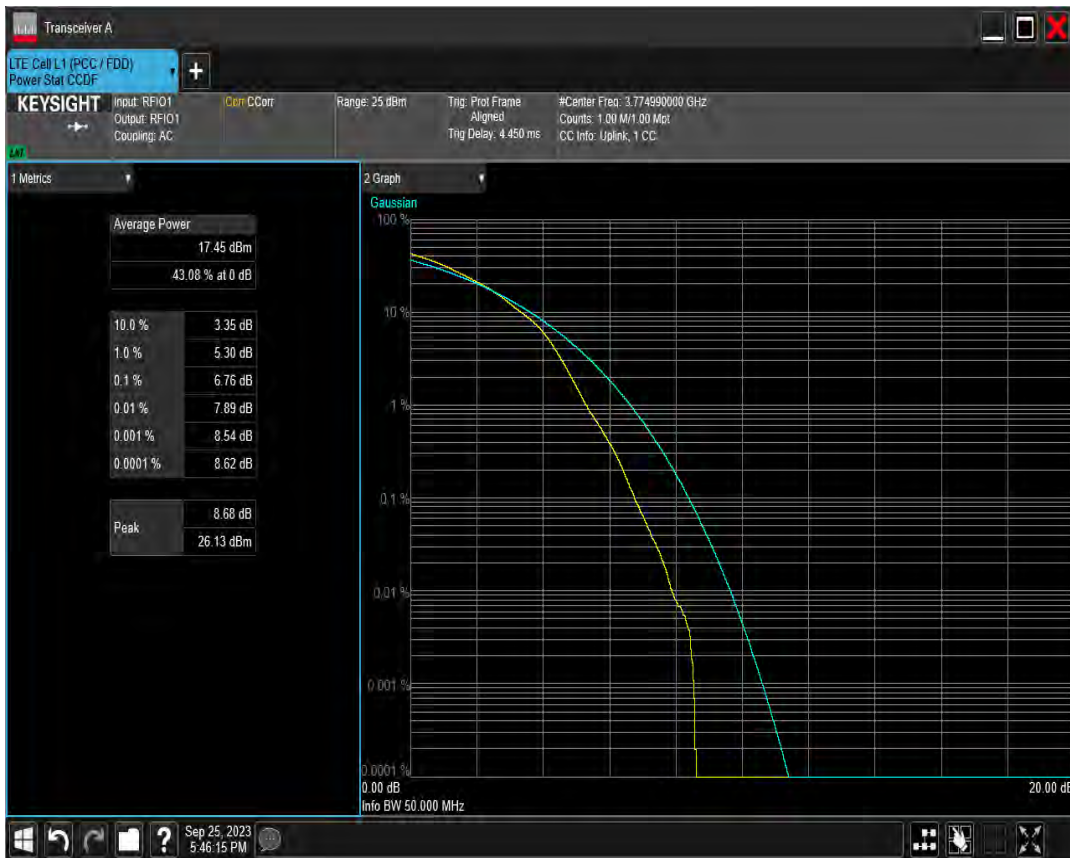 Transceiver A
LTE Cell L1 (PCC / FDD)
Power Stat CCDF
+
KEYSIGHT
Input: RFIO1
Output: RFIO1
Coupling: AC
Corr CCorr
Range: 25 dBm
Trig: Prot Frame
Aligned
Trig Delay: 4.450 ms
#Center Freq: 3.774990000 GHz
Counts: 1.00 M/1.00 Mpt
CC Info: Uplink, 1 CC
1 Metrics
Average Power
17.45 dBm
43.08 % at 0 dB
10.0 % 3.35 dB
1.0 % 5.30 dB
0.1 % 6.76 dB
0.01 % 7.89 dB
0.001 % 8.54 dB
0.0001 % 8.62 dB
Peak
8.68 dB
26.13 dBm
2 Graph
Gaussian
100 %
10 %
1 %
0.1 %
0.01 %
0.001 %
0.0001 %
0.00 dB
20.00 dB
Info BW 50.000 MHz
?
Sep 25, 2023
5:46:15 PM